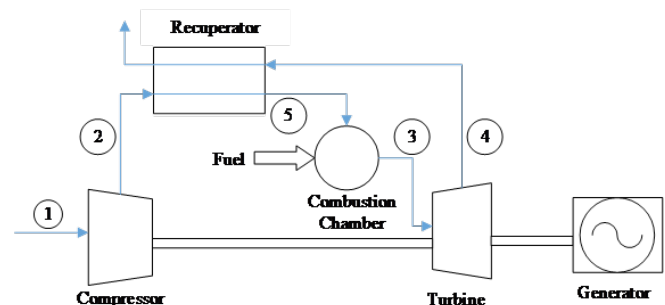 Recuperator
2
5
3
4
Fuel
Combustion
Chamber
1
Compressor
Turbine
Generator